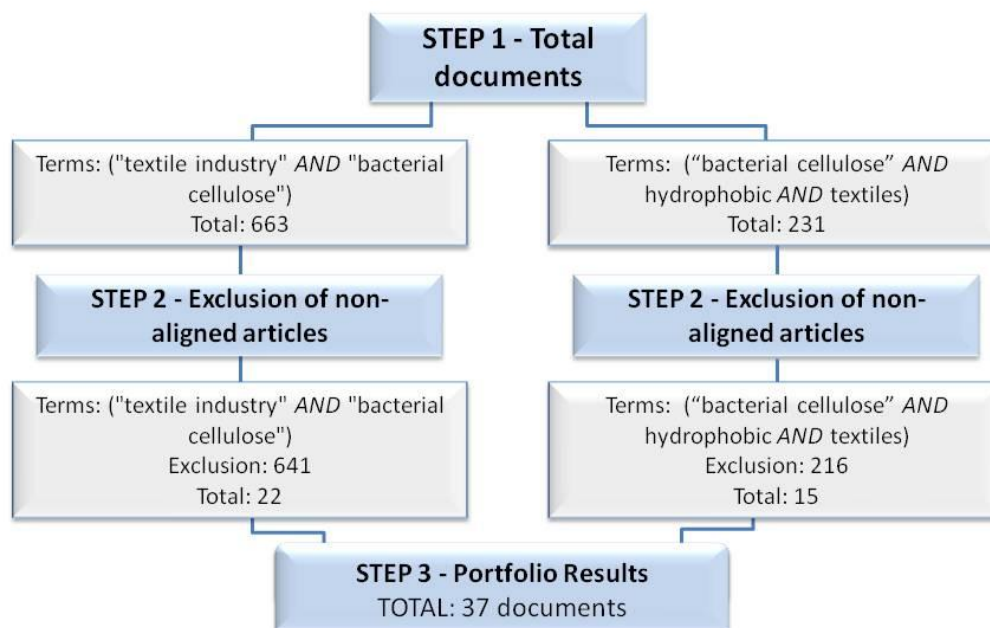 STEP 1 - Total
documents
Terms: ("textile industry" AND "bacterial
cellulose")
Total: 663
Terms: (“bacterial cellulose” AND
hydrophobic AND textiles)
Total: 231
STEP 2 - Exclusion of non-
aligned articles
STEP 2 - Exclusion of non-
aligned articles
Terms: ("textile industry" AND "bacterial
cellulose")
Exclusion: 641
Total: 22
Terms: (“bacterial cellulose” AND
hydrophobic AND textiles)
Exclusion: 216
Total: 15
STEP 3 - Portfolio Results
TOTAL: 37 documents